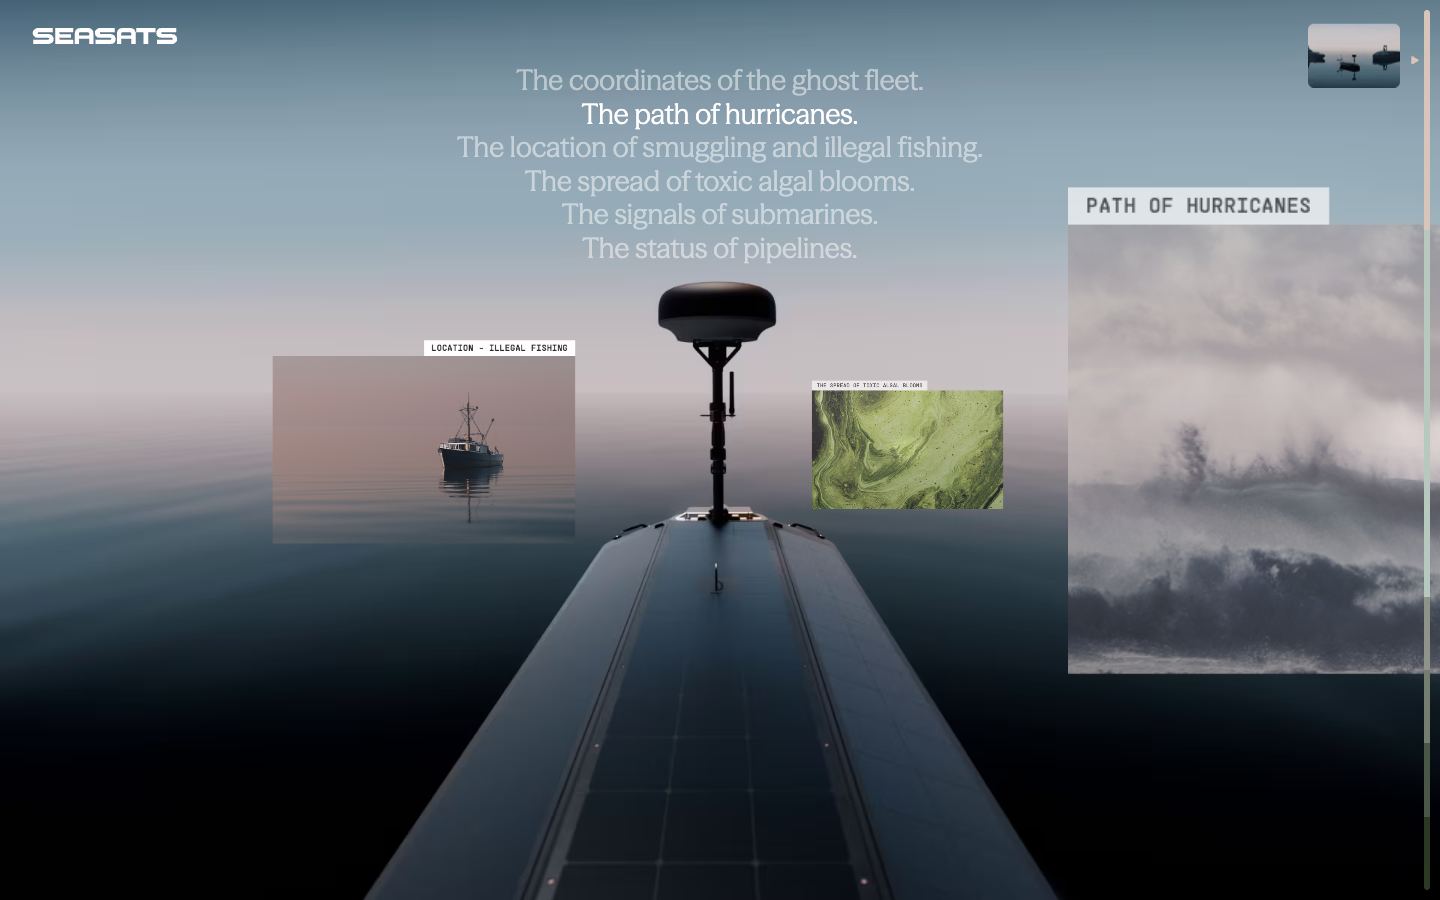 SEASATS
The coordinates of the ghost fleet.
The path of hurricanes.
The location of smuggling and illegal fishing.
The spread of toxic algal blooms.
The signals of submarines.
The status of pipelines.
PATH OF HURRICANES
LOCATION - ILLEGAL FISHING
THE SPREAD OF TOXIC ALGAL BLOOMS